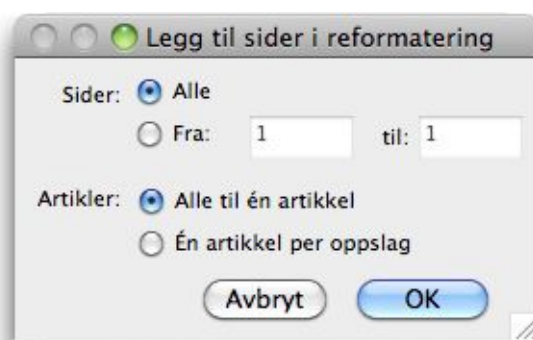 Legg til sider i reformatering
Sider: Alle
Fra: 1 til: 1
Artikler: Alle til én artikkel
Én artikkel per oppslag
Avbryt OK